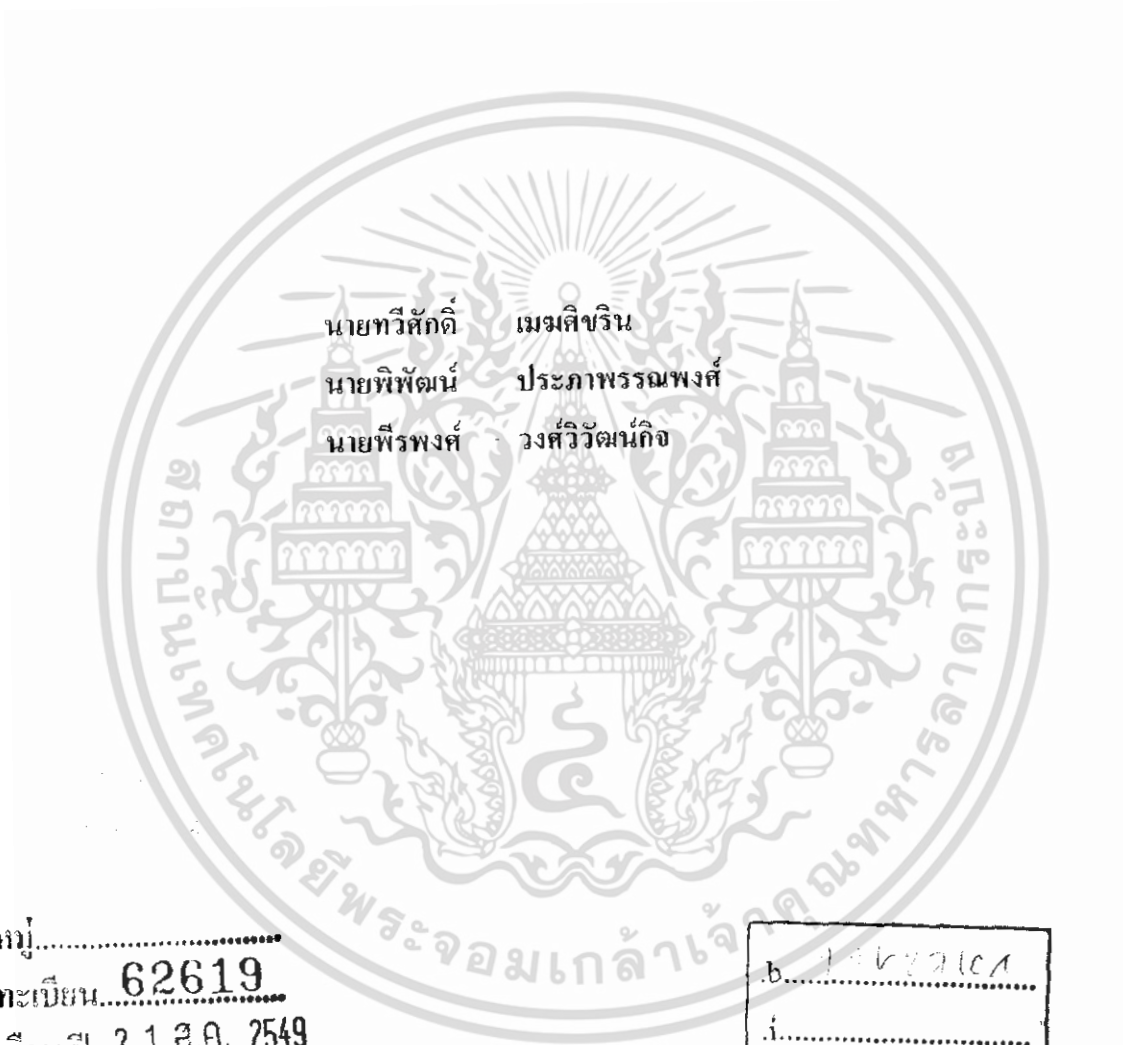 นายทวีศักดิ์ เมฆศิขริน
นายพิพัฒน์ ประภาพรรณพงศ์
นายพีรพงศ์ วงศ์วิวัฒน์กิจ
สถาบันเทคโนโลยีพระจอมเกล้าเจ้าคุณทหารลาดกระบัง
๔
ทะเบียน..62619
2 1 ส.ค. 2549
.b.
.i.